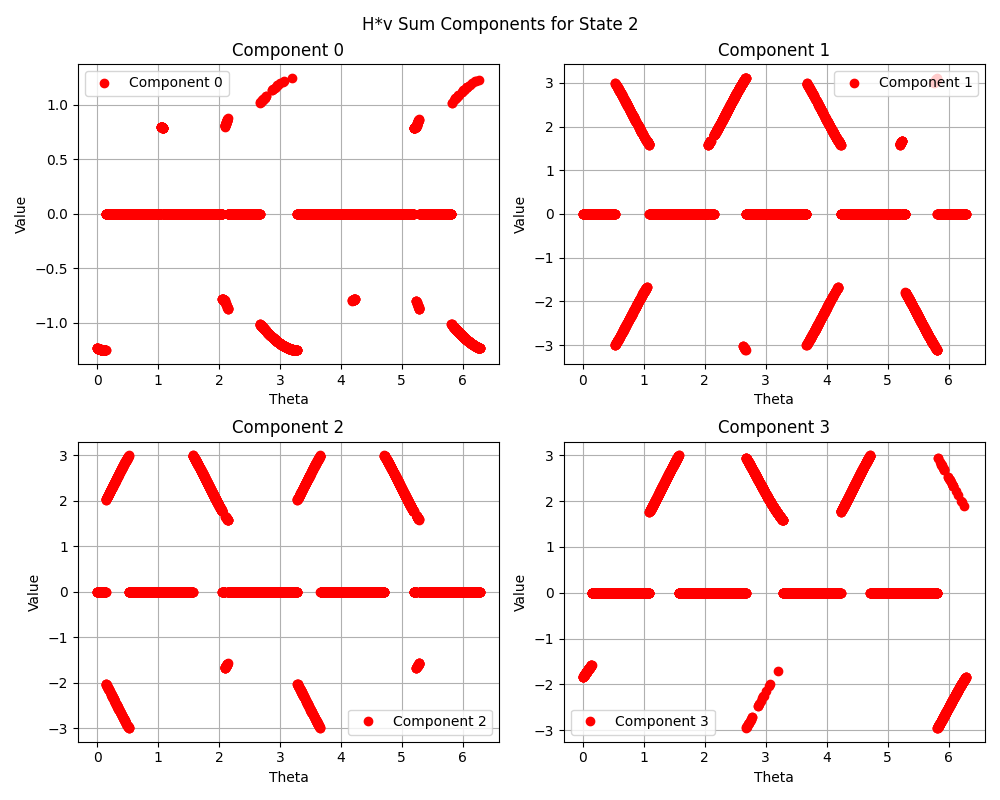 H*v Sum Components for State 2
Component 0
Component 0
1.0
0.5
0.0
−0.5
−1.0
Value
0 1 2 3 4 5 6
Theta
Component 1
Component 1
3
2
1
0
−1
−2
−3
Value
0 1 2 3 4 5 6
Theta
Component 2
3
2
1
0
−1
−2
−3
Value
Component 2
0 1 2 3 4 5 6
Theta
Component 3
3
2
1
0
−1
−2
−3
Value
Component 3
0 1 2 3 4 5 6
Theta